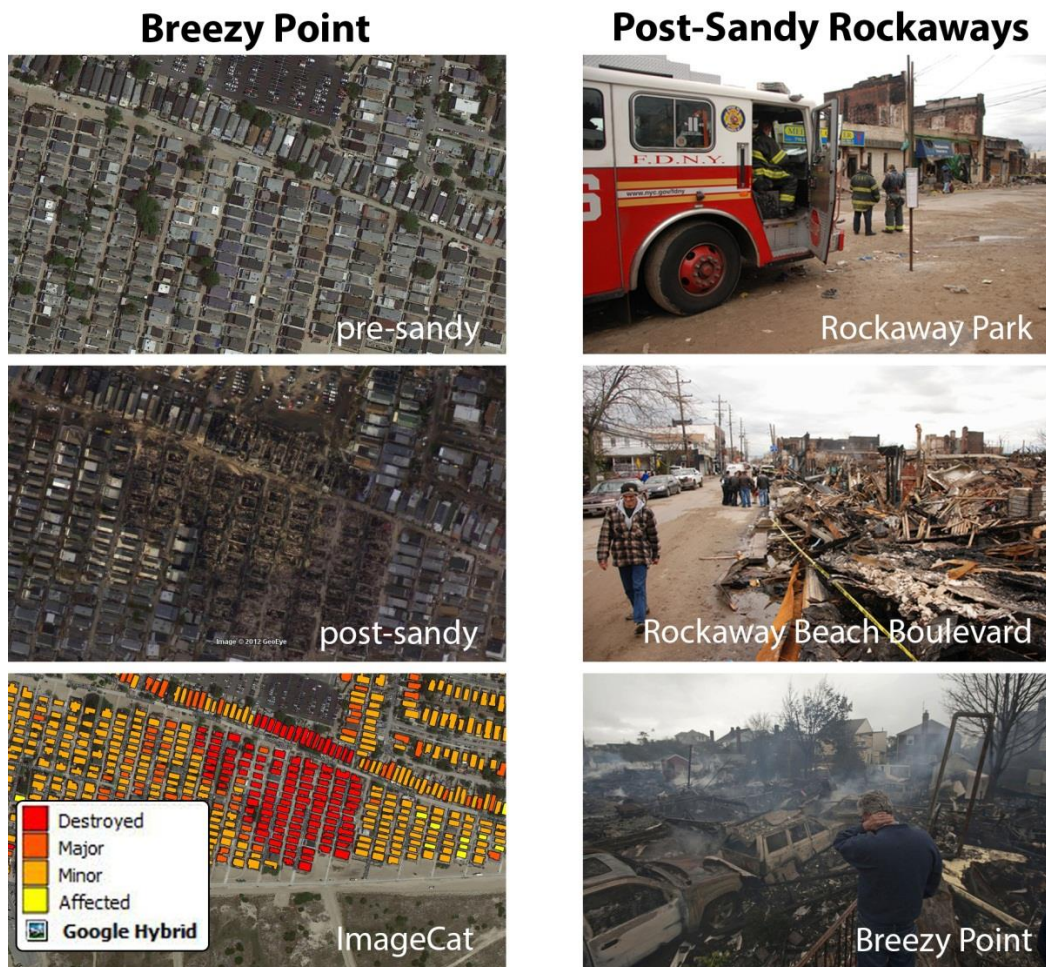 Breezy Point
pre-sandy
Image © 2012 GeoEye
post-sandy
Destroyed
Major
Minor
Affected
Google Hybrid
ImageCat
Post-Sandy Rockaways
F.D.N.Y.
www.nyc.gov/fdny
Rockaway Park
Rockaway Beach Boulevard
Breezy Point